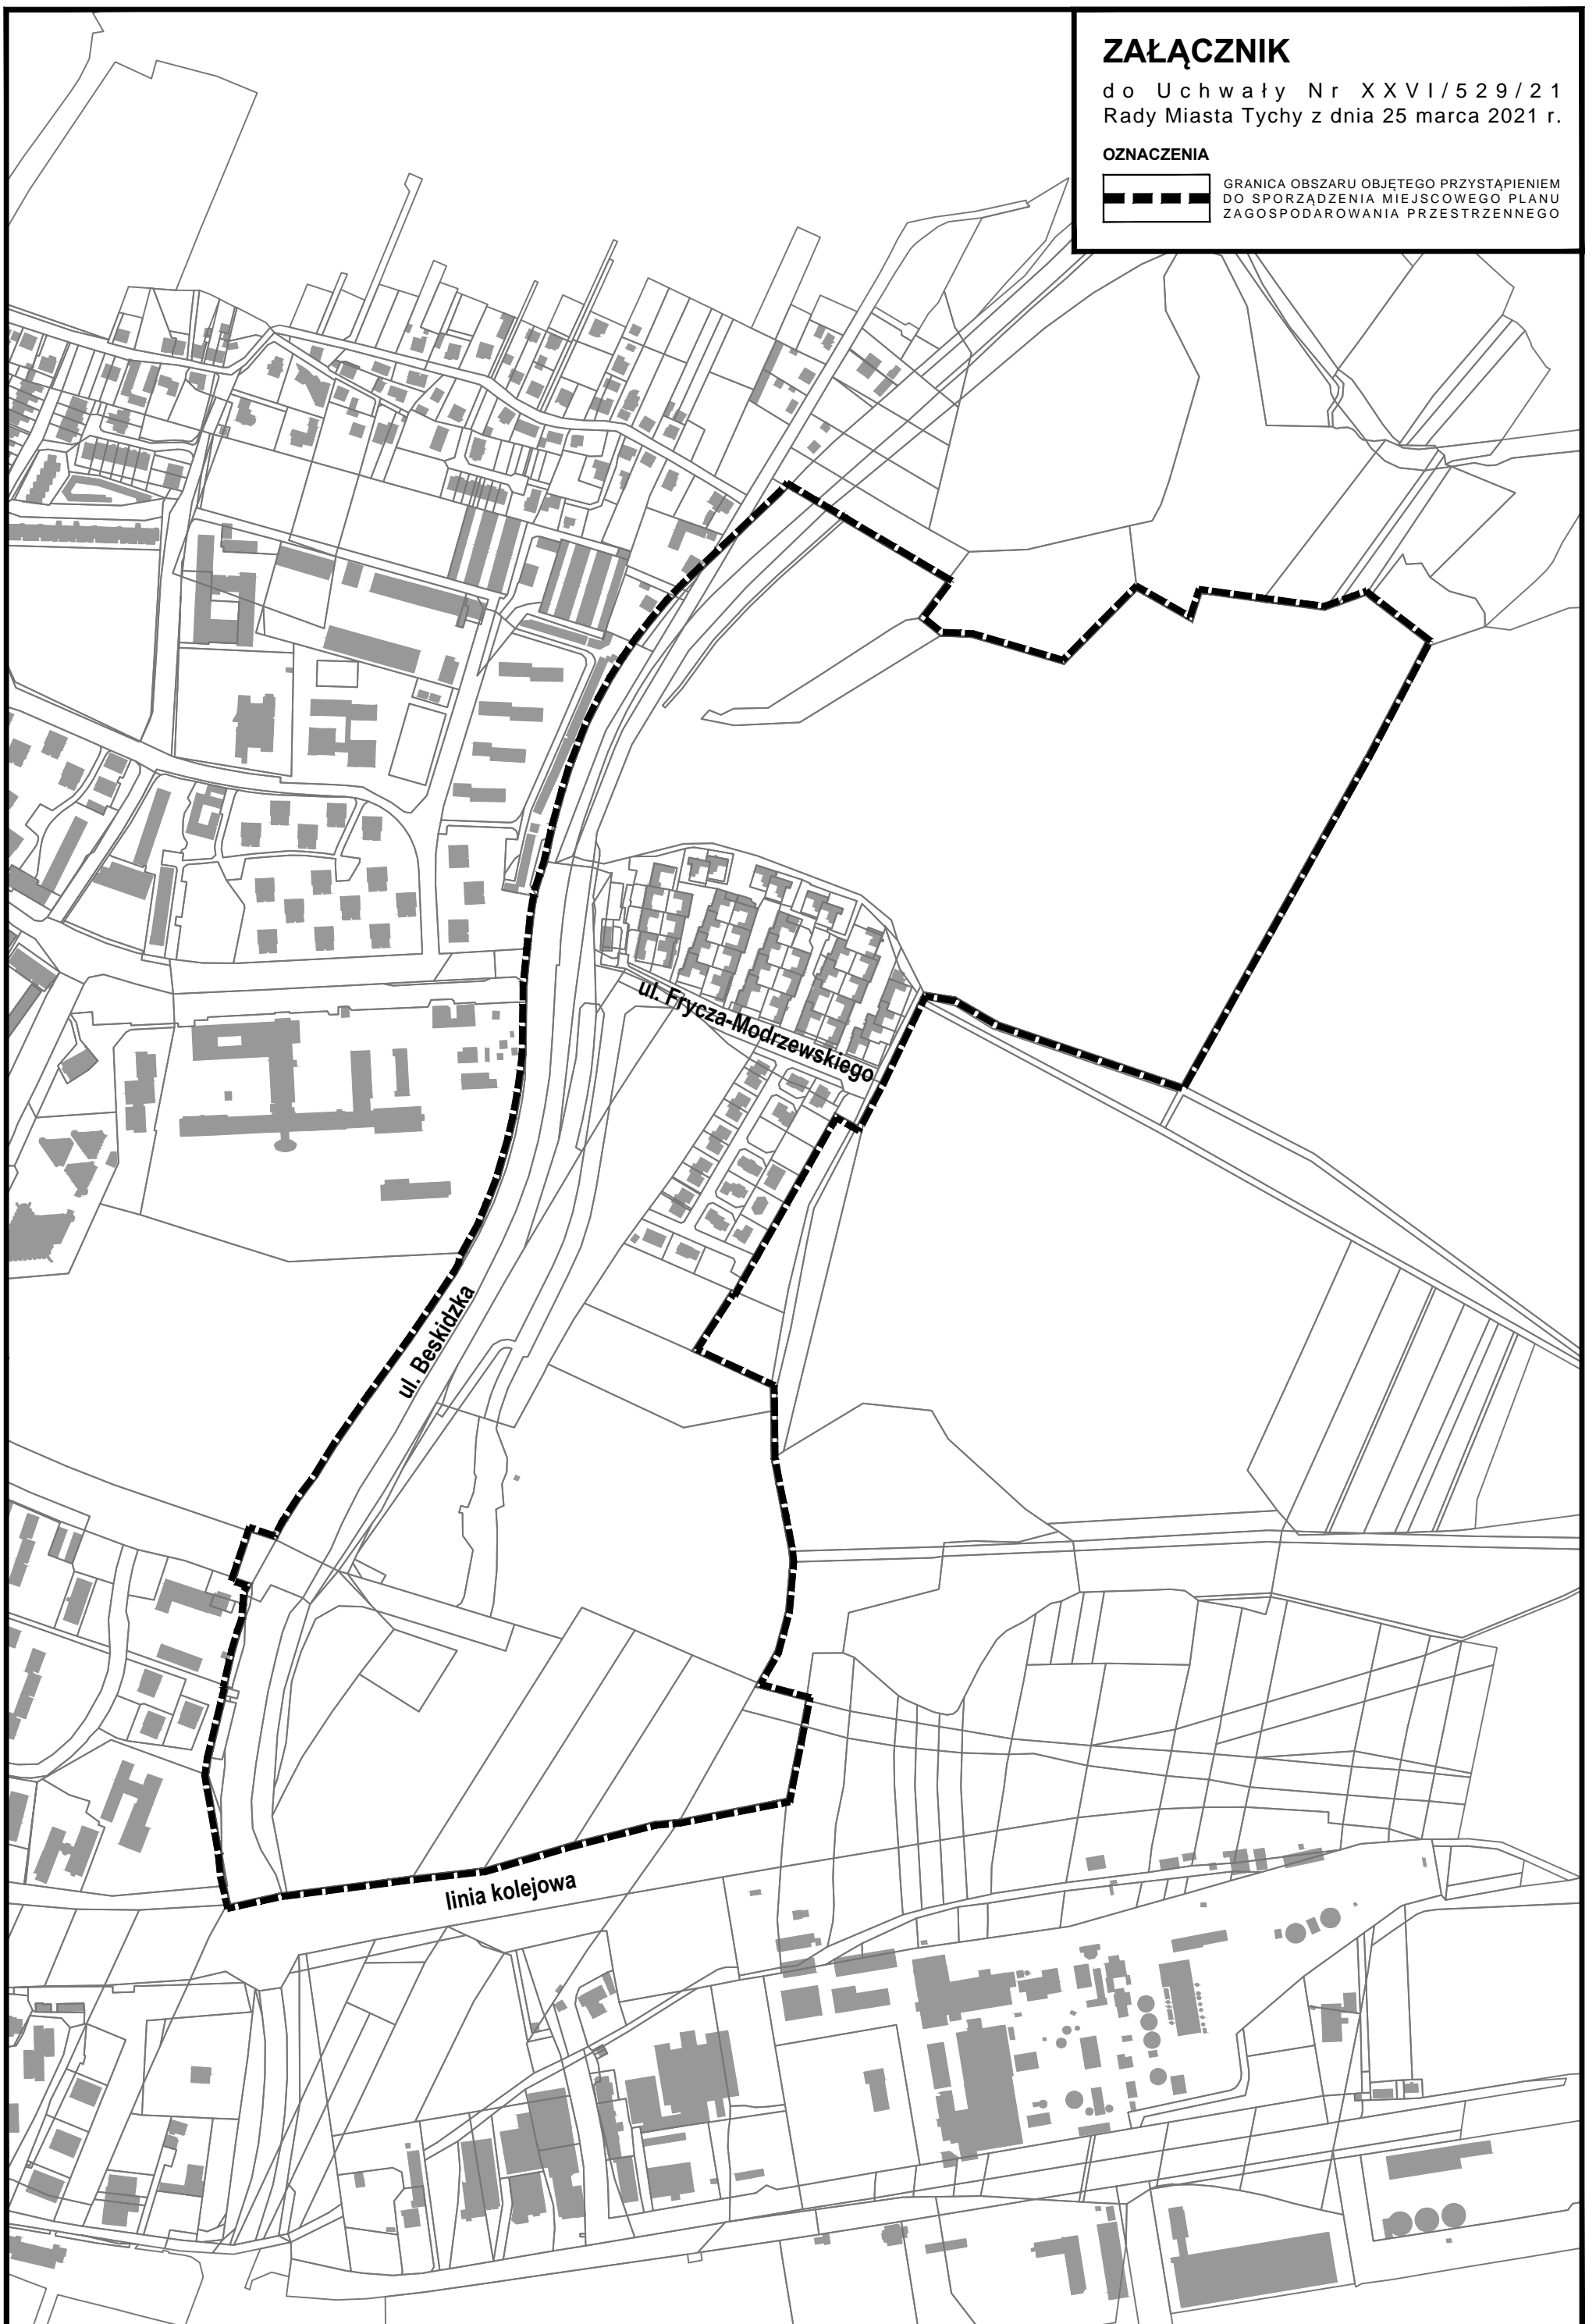 ZAŁĄCZNIK
do Uchwały Nr XXVI/529/21
Rady Miasta Tychy z dnia 25 marca 2021 r.
OZNACZENIA
GRANICA OBSZARU OBJĘTEGO PRZYSTĄPIENIEM
DO SPORZĄDZENIA MIEJSCOWEGO PLANU
ZAGOSPODAROWANIA PRZESTRZENNEGO
ul. Frycza-Modrzewskiego
ul. Beskidzka
linia kolejowa